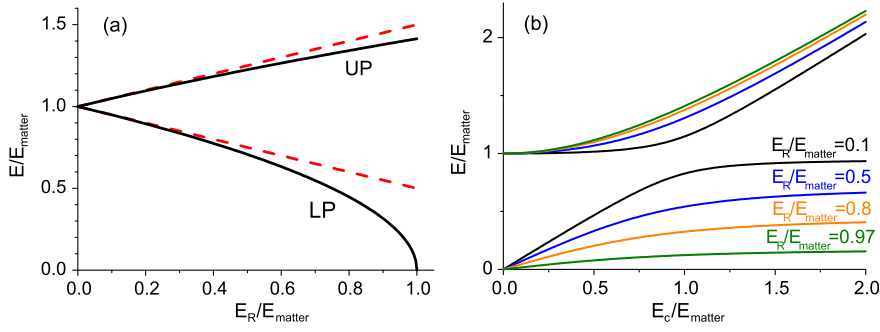 (a)
1.5
1.0
0.5
0.0
E/E_matter
UP
LP
0.0 0.2 0.4 0.6 0.8 1.0
E_R/E_matter
(b)
2
1
0
E/E_matter
E_R/E_matter=0.1
E_R/E_matter=0.5
E_R/E_matter=0.8
E_R/E_matter=0.97
0.0 0.5 1.0 1.5 2.0
E_c/E_matter